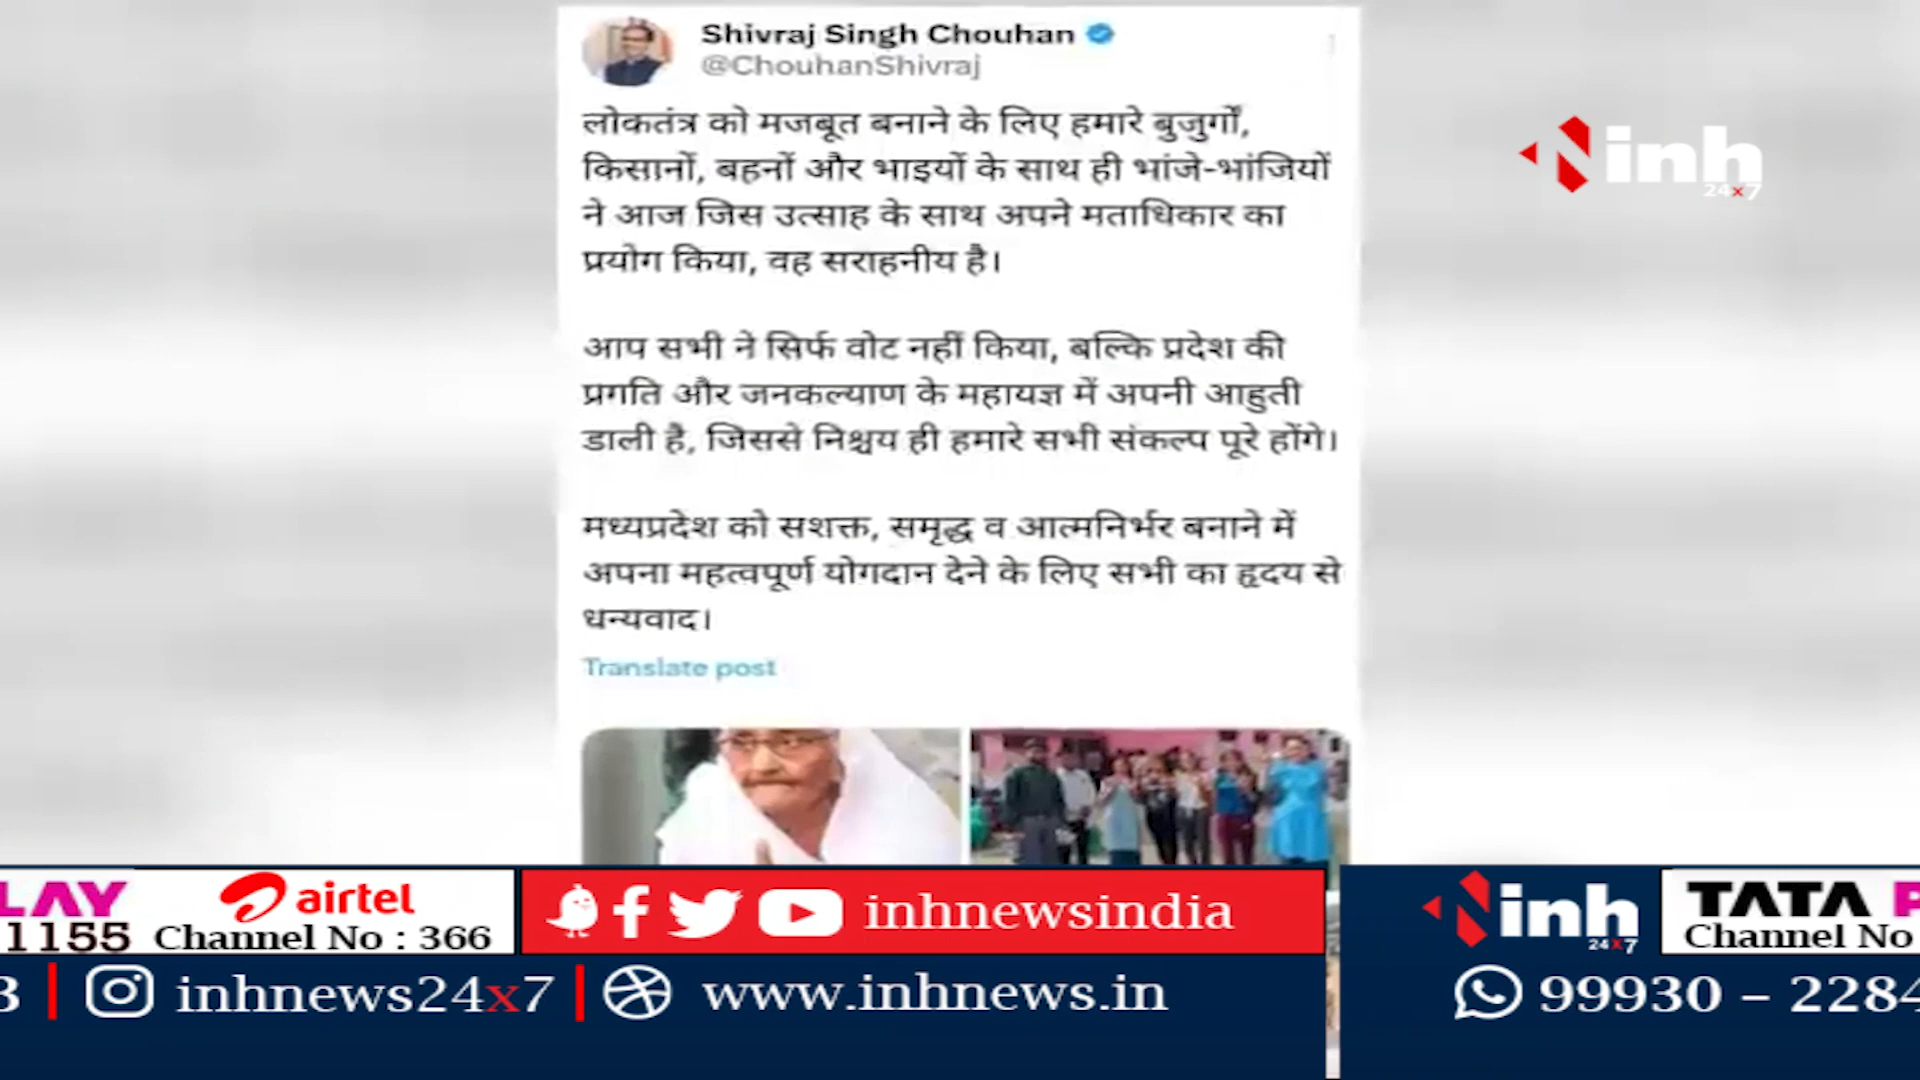 Shivraj Singh Chouhan
@ChouhanShivraj
लोकतंत्र को मजबूत बनाने के लिए हमारे बुजुर्गों,
किसानों, बहनों और भाइयों के साथ ही भांजे-भांजियों
ने आज जिस उत्साह के साथ अपने मताधिकार का
प्रयोग किया, वह सराहनीय है।
आप सभी ने सिर्फ वोट नहीं किया, बल्कि प्रदेश की
प्रगति और जनकल्याण के महायज्ञ में अपनी आहुती
डाली है, जिससे निश्चय ही हमारे सभी संकल्प पूरे होंगे।
मध्यप्रदेश को सशक्त, समृद्ध व आत्मनिर्भर बनाने में
अपना महत्वपूर्ण योगदान देने के लिए सभी का हृदय से
धन्यवाद।
Translate post
inh
24x7
LAY
1155
airtel
Channel No : 366
inhnewsindia
inh
24x7
TATA P
Channel No
3 | inhnews24x7 | www.inhnews.in
99930 - 2284